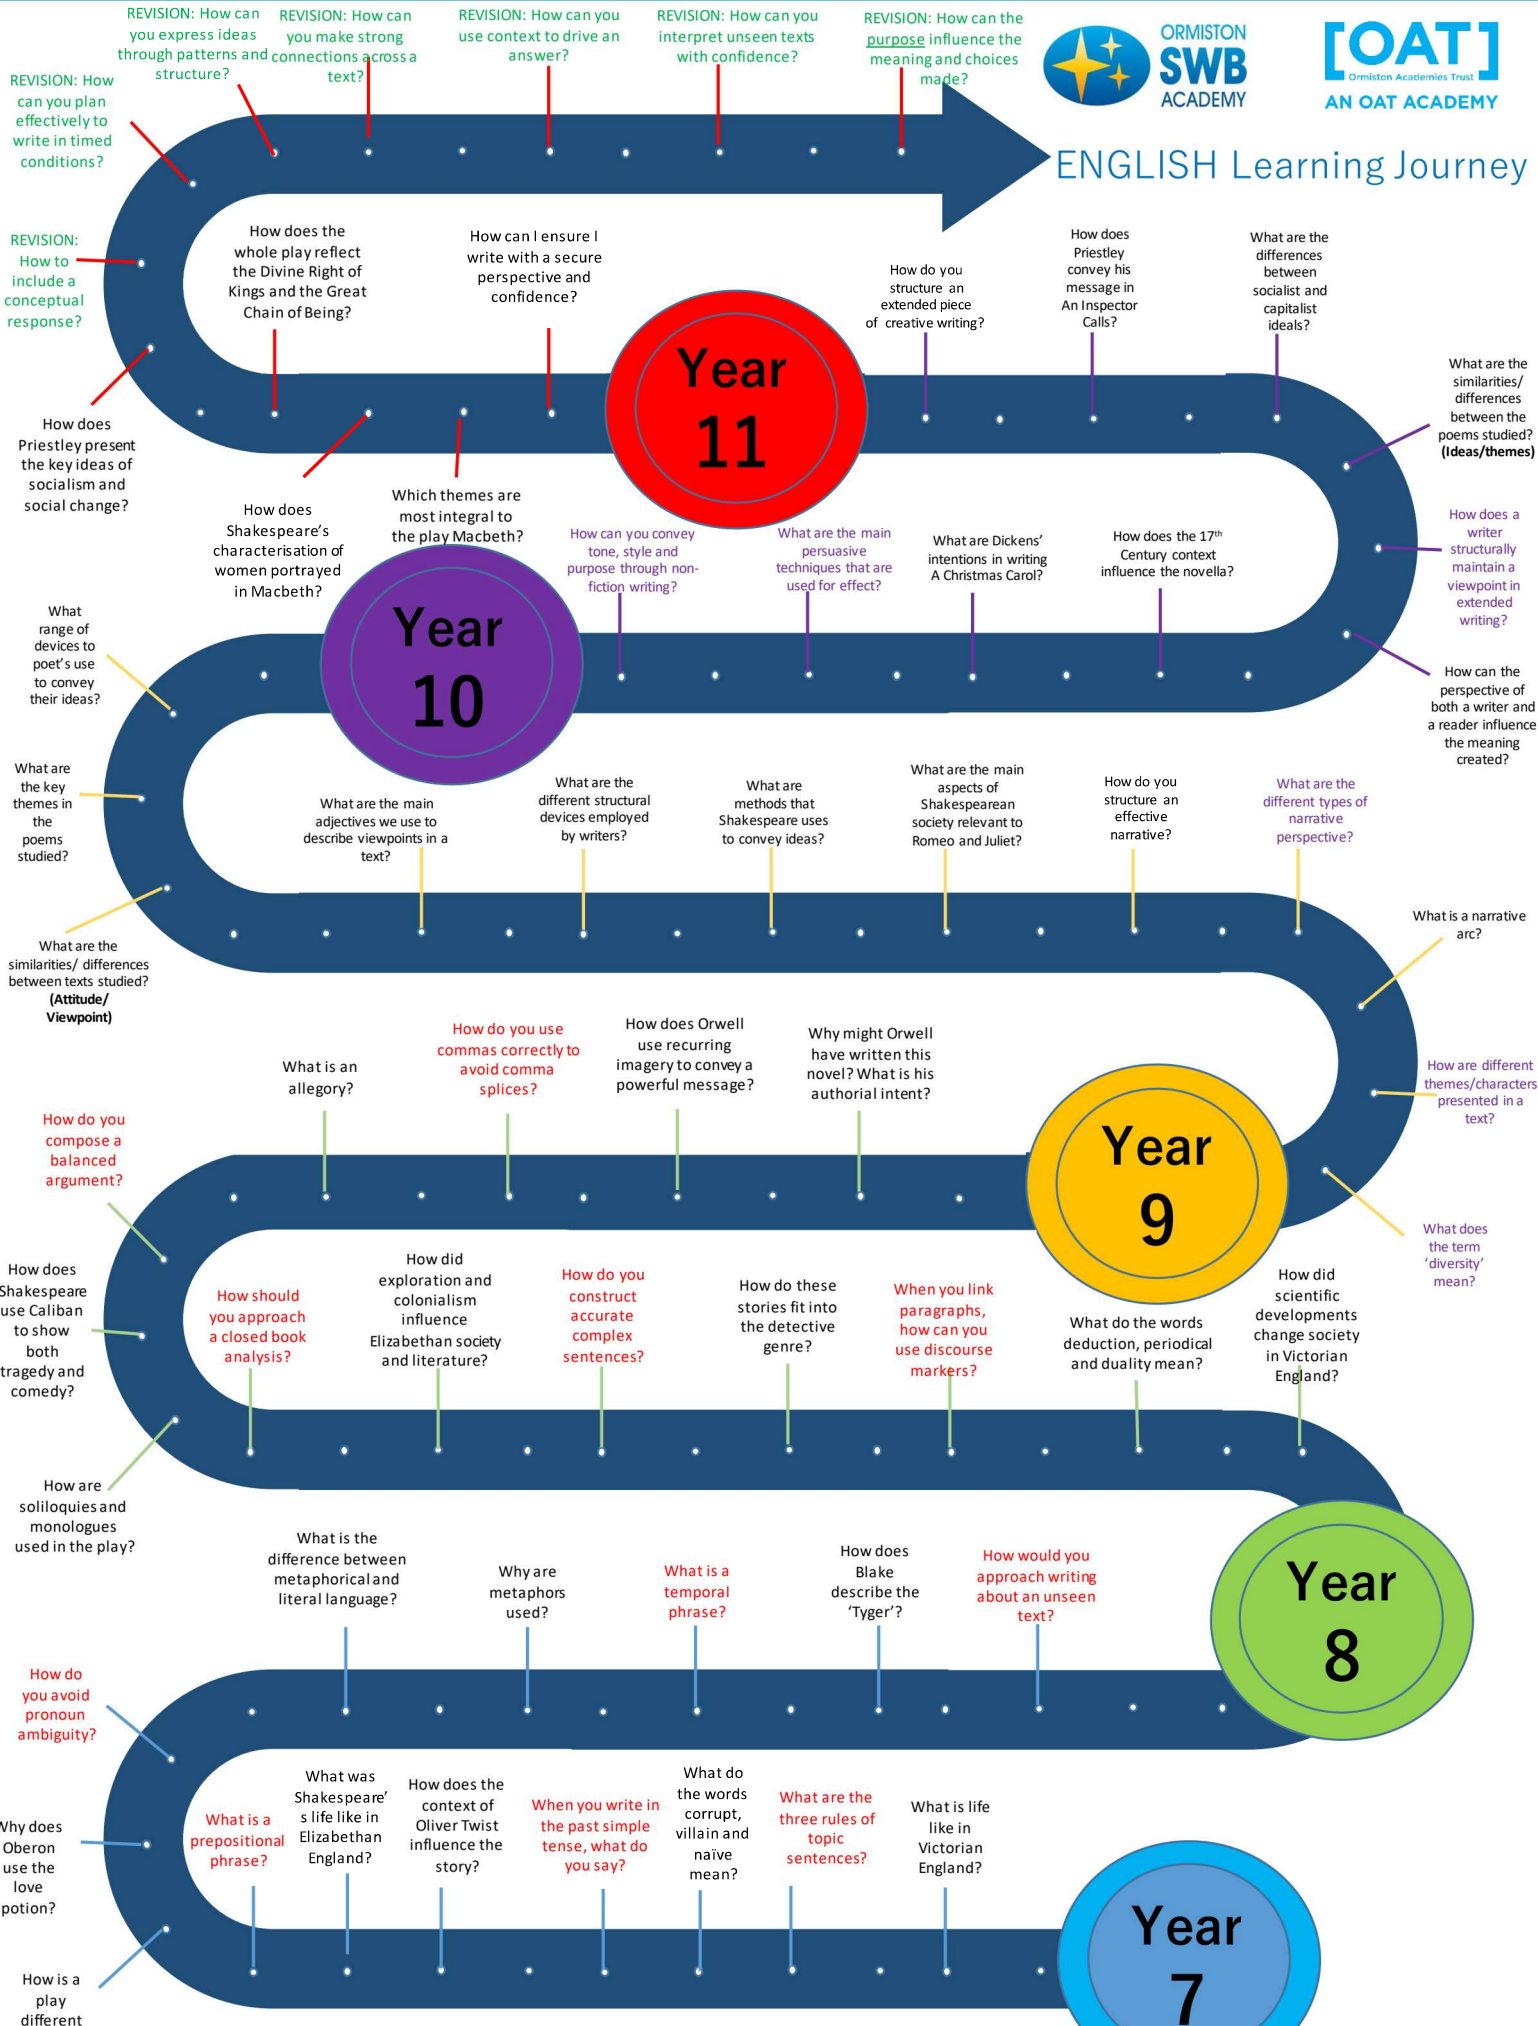 REVISION: How can
you express ideas
through patterns and
structure?
REVISION: How can
you make strong
connections across a
text?
REVISION: How can you
use context to drive an
answer?
REVISION: How can you
interpret unseen texts
with confidence?
REVISION: How can the
purpose influence the
meaning and choices
made?
ORMISTON
SWB
ACADEMY
[OAT]
Ormiston Academies Trust
AN OAT ACADEMY
ENGLISH Learning Journey
REVISION: How
can you plan
effectively to
write in timed
conditions?
REVISION:
How to
include a
conceptual
response?
How does the
whole play reflect
the Divine Right of
Kings and the Great
Chain of Being?
How can I ensure I
write with a secure
perspective and
confidence?
How do you
structure an
extended piece
of creative writing?
How does
Priestley
convey his
message in
An Inspector
Calls?
What are the
differences
between
socialist and
capitalist
ideals?
Year
11
What are the
similarities/
differences
between the
poems studied?
(Ideas/themes)
How does
Priestley present
the key ideas of
socialism and
social change?
How does
Shakespeare's
characterisation of
women portrayed
in Macbeth?
Which themes are
most integral to
the play Macbeth?
How can you convey
tone, style and
purpose through non-
fiction writing?
What are the main
persuasive
techniques that are
used for effect?
What are Dickens'
intentions in writing
A Christmas Carol?
How does the 17th
Century context
influence the novella?
How does a
writer
structurally
maintain a
viewpoint in
extended
writing?
Year
10
What
range of
devices to
poet's use
to convey
their ideas?
How can the
perspective of
both a writer and
a reader influence
the meaning
created?
What are
the key
themes in
the
poems
studied?
What are the main
adjectives we use to
describe viewpoints in a
text?
What are the
different structural
devices employed
by writers?
What are
methods that
Shakespeare uses
to convey ideas?
What are the main
aspects of
Shakespearean
society relevant to
Romeo and Juliet?
How do you
structure an
effective
narrative?
What are the
different types of
narrative
perspective?
What is a narrative
arc?
What are the
similarities/ differences
between texts studied?
(Attitude/
Viewpoint)
What is an
allegory?
How do you use
commas correctly to
avoid comma
splices?
How does Orwell
use recurring
imagery to convey a
powerful message?
Why might Orwell
have written this
novel? What is his
authorial intent?
How are different
themes/characters
presented in a
text?
How do you
compose a
balanced
argument?
Year
9
What does
the term
'diversity'
mean?
How does
Shakespeare
use Caliban
to show
both
tragedy and
comedy?
How should
you approach
a closed book
analysis?
How did
exploration and
colonialism
influence
Elizabethan society
and literature?
How do you
construct
accurate
complex
sentences?
How do these
stories fit into
the detective
genre?
When you link
paragraphs,
how can you
use discourse
markers?
What do the words
deduction, periodical
and duality mean?
How did
scientific
developments
change society
in Victorian
England?
How are
soliloquies and
monologues
used in the play?
What is the
difference between
metaphorical and
literal language?
Why are
metaphors
used?
What is a
temporal
phrase?
How does
Blake
describe the
'Tyger'?
How would you
approach writing
about an unseen
text?
Year
8
How do
you avoid
pronoun
ambiguity?
Why does
Oberon
use the
love
potion?
What is a
prepositional
phrase?
What was
Shakespeare'
s life like in
Elizabethan
England?
How does the
context of
Oliver Twist
influence the
story?
When you write in
the past simple
tense, what do
you say?
What do
the words
corrupt,
villain and
naïve
mean?
What are the
three rules of
topic
sentences?
What is life
like in
Victorian
England?
Year
7
How is a
play
different